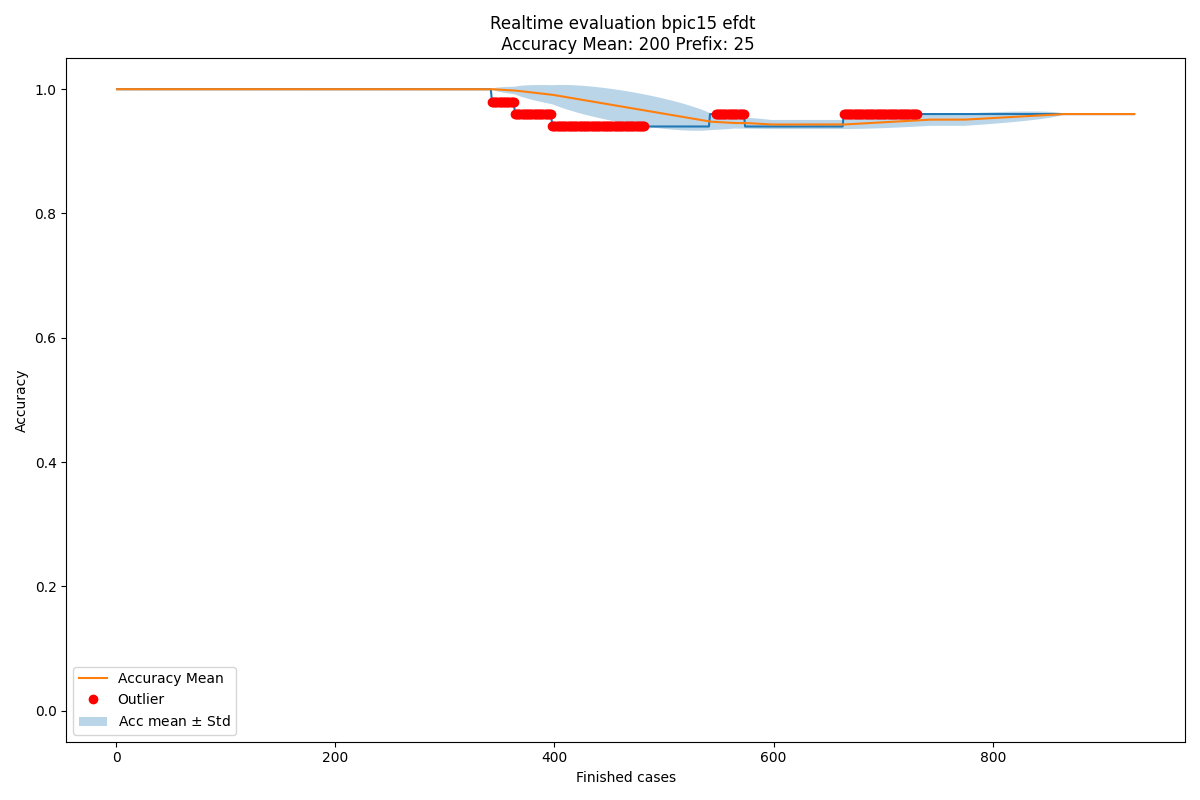 Realtime evaluation bpic15 efdt
Accuracy Mean: 200 Prefix: 25
1.0
0.8
0.6
0.4
0.2
0.0
Accuracy
Accuracy Mean
Outlier
Acc mean ± Std
0
200
400
600
800
Finished cases